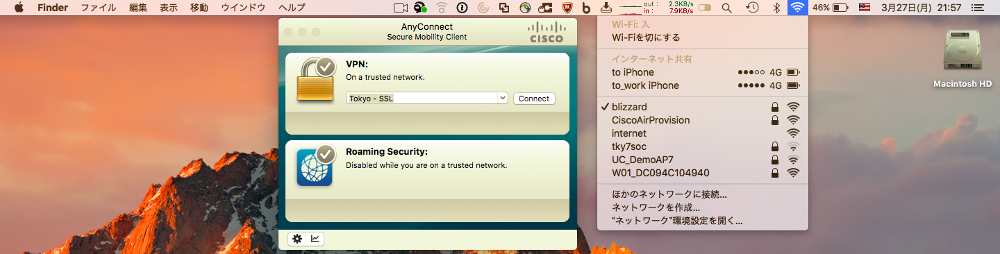 Finder ファイル 編集 表示 移動 ウインドウ ヘルプ
out : 2.3KB/s
in : 7.9KB/s
46%
3月27日(月) 21:57
AnyConnect
Secure Mobility Client
CISCO
VPN:
On a trusted network.
Tokyo - SSL
Connect
Roaming Security:
Disabled while you are on a trusted network.
Wi-Fi: 入
Wi-Fiを切にする
インターネット共有
to iPhone 4G
to_work iPhone 4G
blizzard
CiscoAirProvision
internet
tky7soc
UC_DemoAP7
W01_DC094C104940
ほかのネットワークに接続...
ネットワークを作成...
“ネットワーク”環境設定を開く...
Macintosh HD